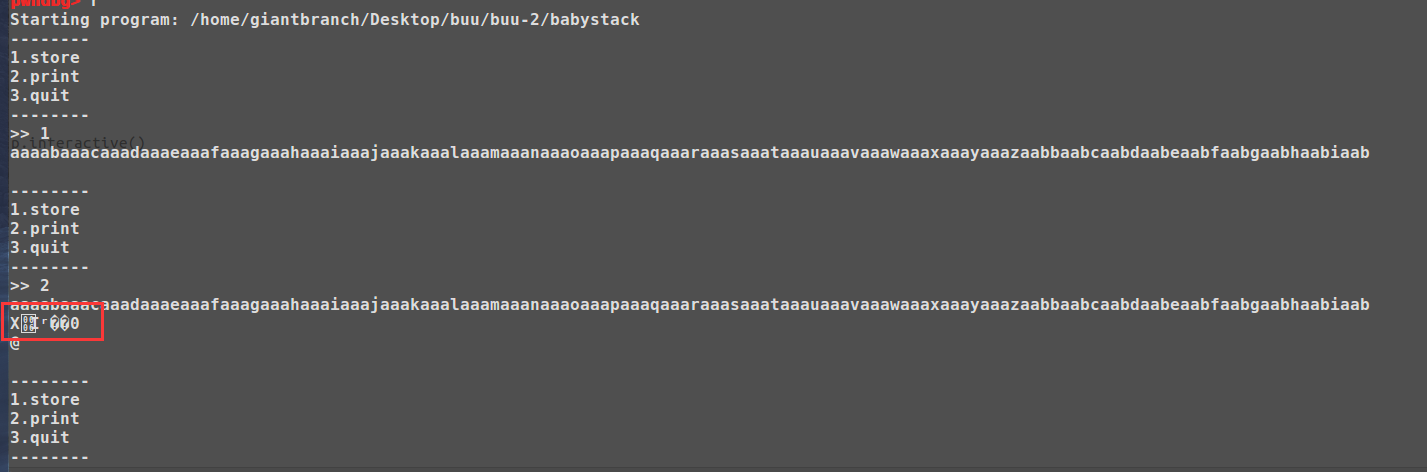 pwndbg> r
Starting program: /home/giantbranch/Desktop/buu/buu-2/babystack
--------
1.store
2.print
3.quit
--------
>> 1
p.interactive()
aaaabaaacaaadaaaeaaafaaagaaahaaaiaaajaaakaaalaaamaaanaaaoaaapaaaqaaaraaasaaataaauaaavaaawaaaxaaayaaazaabbaabcaabdaabeaabfaabgaabhaabiaab
--------
1.store
2.print
3.quit
--------
>> 2
aaaabaaacaaadaaaeaaafaaagaaahaaaiaaajaaakaaalaaamaaanaaaoaaapaaaqaaaraaasaaataaauaaavaaawaaaxaaayaaazaabbaabcaabdaabeaabfaabgaabhaabiaab
@
--------
1.store
2.print
3.quit
--------